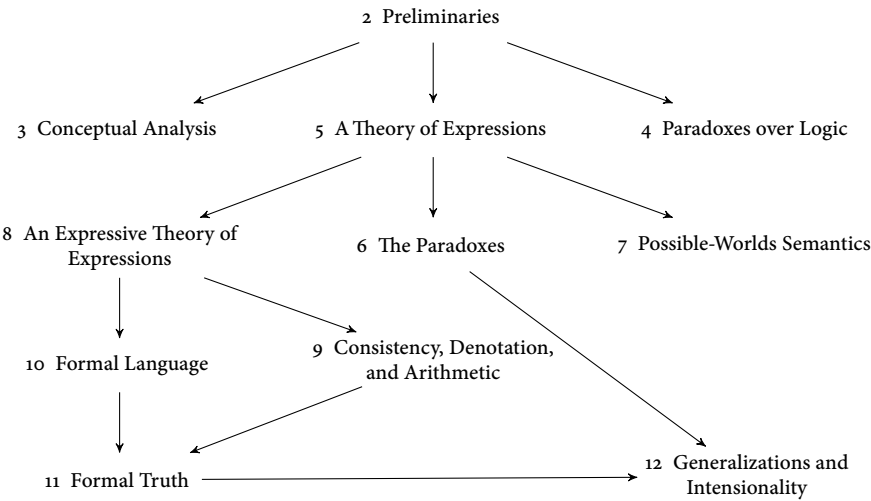 2 Preliminaries
3 Conceptual Analysis
5 A Theory of Expressions
4 Paradoxes over Logic
8 An Expressive Theory of
Expressions
6 The Paradoxes
7 Possible-Worlds Semantics
10 Formal Language
9 Consistency, Denotation,
and Arithmetic
11 Formal Truth
12 Generalizations and
Intensionality